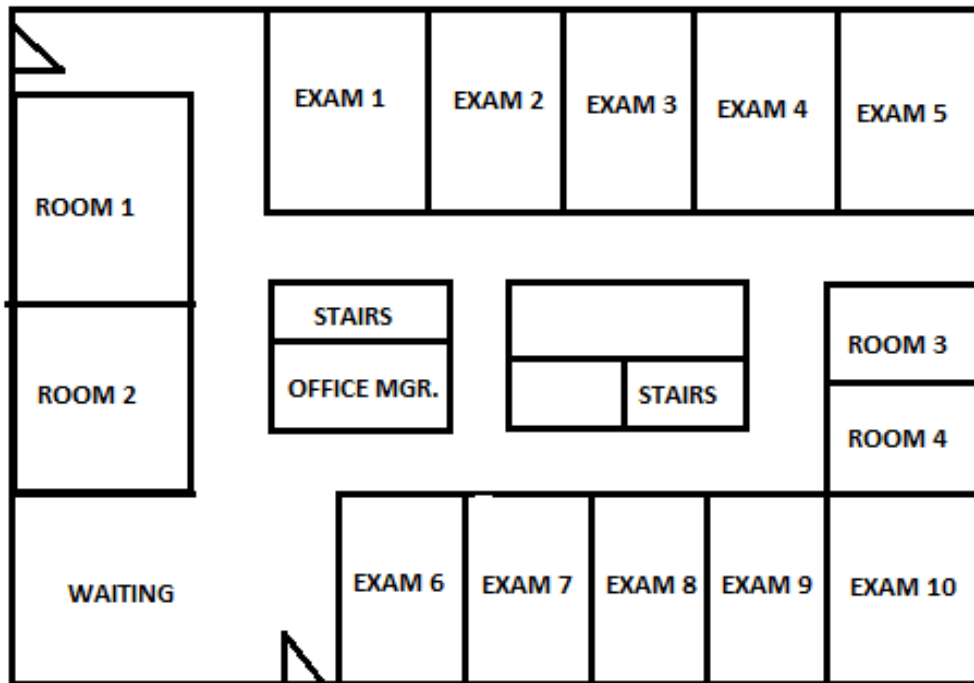 EXAM 1
EXAM 2
EXAM 3
EXAM 4
EXAM 5
ROOM 1
STAIRS
ROOM 3
OFFICE MGR.
STAIRS
ROOM 2
ROOM 4
WAITING
EXAM 6
EXAM 7
EXAM 8
EXAM 9
EXAM 10